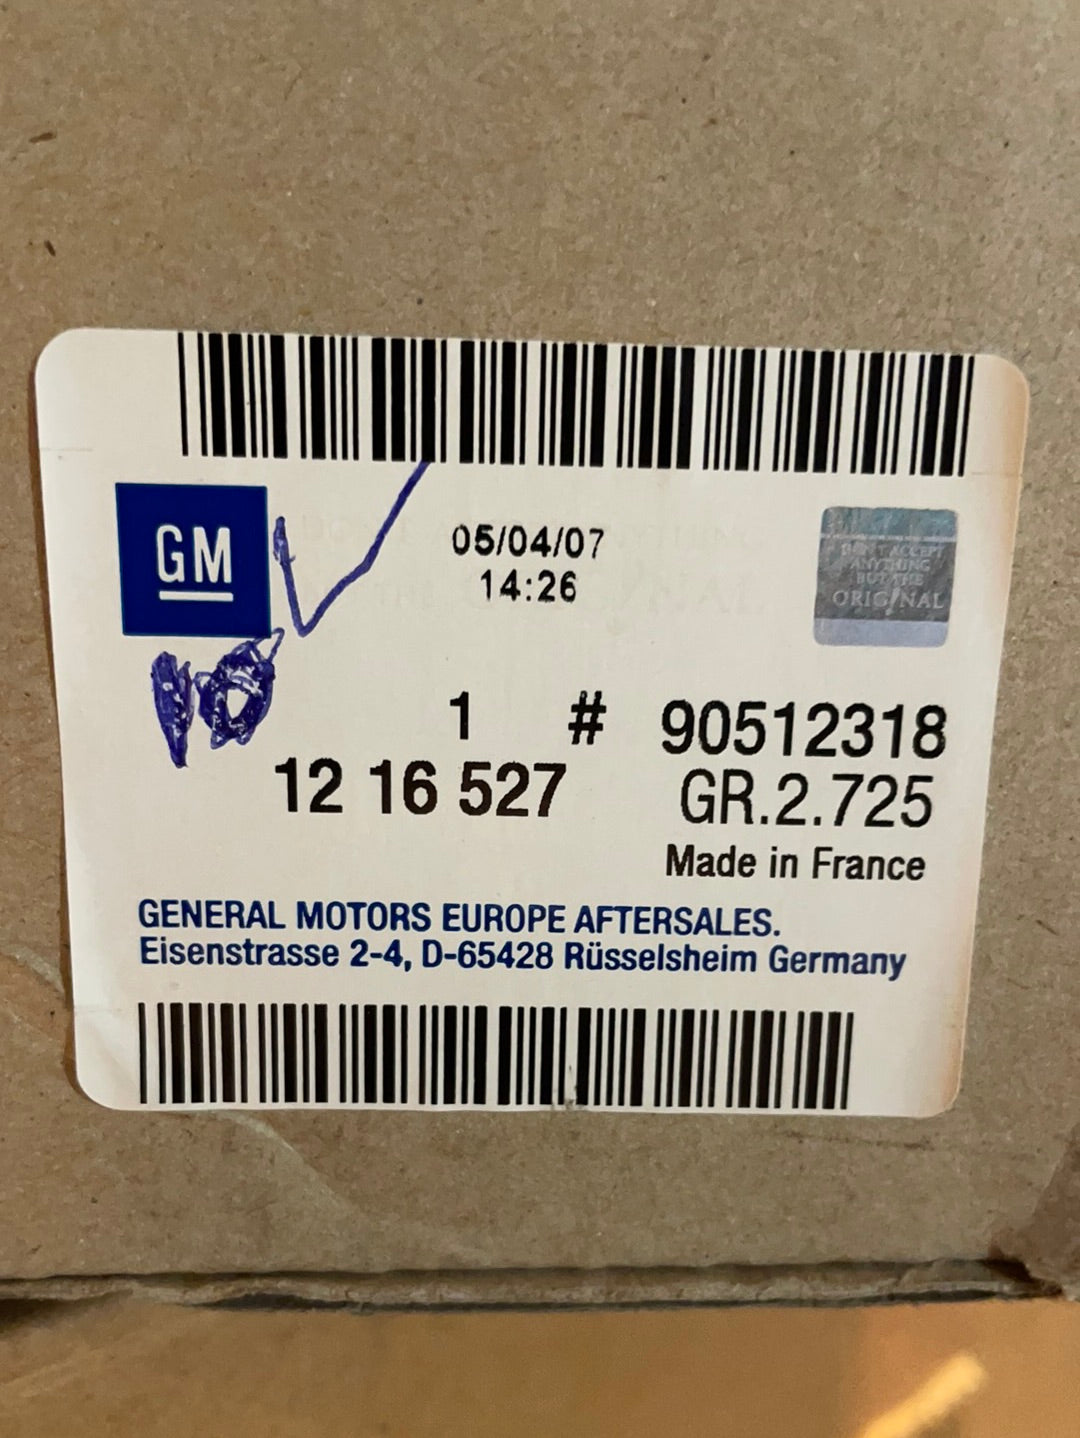 GM
05/04/07
14:26
DON'T ACCEPT
ANYTHING
BUT THE
ORIGINAL
1 # 90512318
12 16 527 GR.2.725
Made in France
GENERAL MOTORS EUROPE AFTERSALES.
Eisenstrasse 2-4, D-65428 Rüsselsheim Germany